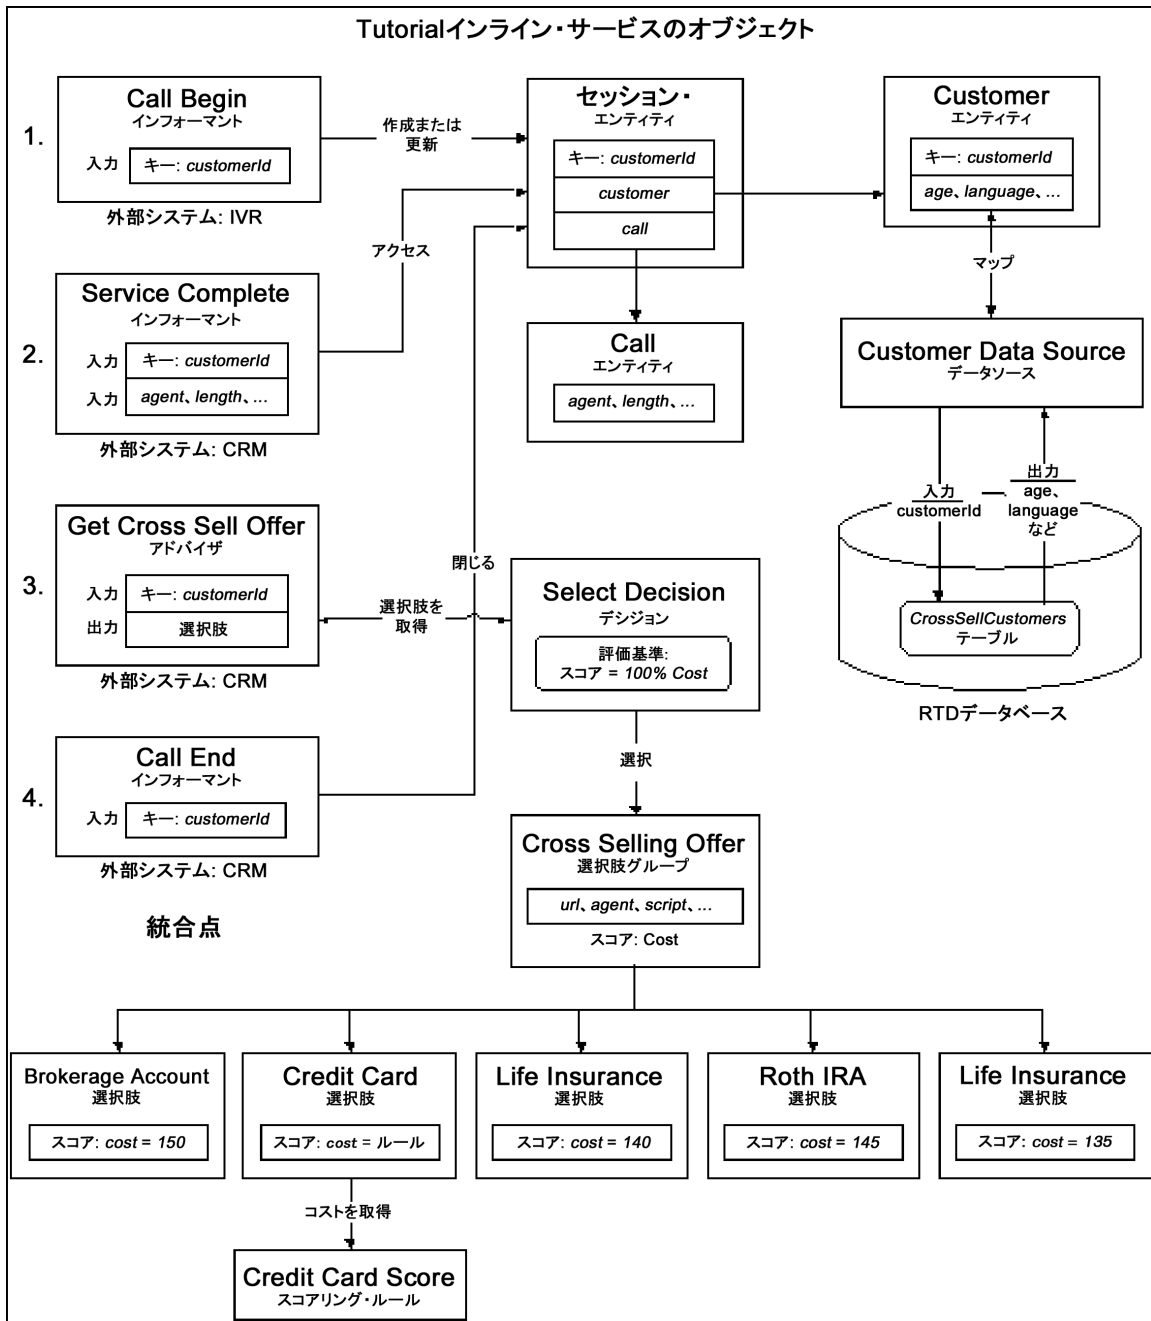 Tutorialインライン・サービスのオブジェクト
1.
Call Begin
インフォーマント
入力
キー: customerId
外部システム: IVR
作成または
更新
セッション・
エンティティ
キー: customerId
customer
call
Customer
エンティティ
キー: customerId
age、language、...
アクセス
マップ
2.
Service Complete
インフォーマント
入力
キー: customerId
入力
agent、length、...
外部システム: CRM
Call
エンティティ
agent、length、...
Customer Data Source
データソース
入力
customerId
出力
age、
language
など
CrossSellCustomers
テーブル
RTDデータベース
3.
Get Cross Sell Offer
アドバイザ
入力
キー: customerId
出力
選択肢
外部システム: CRM
閉じる
選択肢を
取得
Select Decision
デシジョン
評価基準:
スコア = 100% Cost
選択
4.
Call End
インフォーマント
入力
キー: customerId
外部システム: CRM
統合点
Cross Selling Offer
選択肢グループ
url、agent、script、...
スコア: Cost
Brokerage Account
選択肢
スコア: cost = 150
Credit Card
選択肢
スコア: cost = ルール
Life Insurance
選択肢
スコア: cost = 140
Roth IRA
選択肢
スコア: cost = 145
Life Insurance
選択肢
スコア: cost = 135
コストを取得
Credit Card Score
スコアリング・ルール